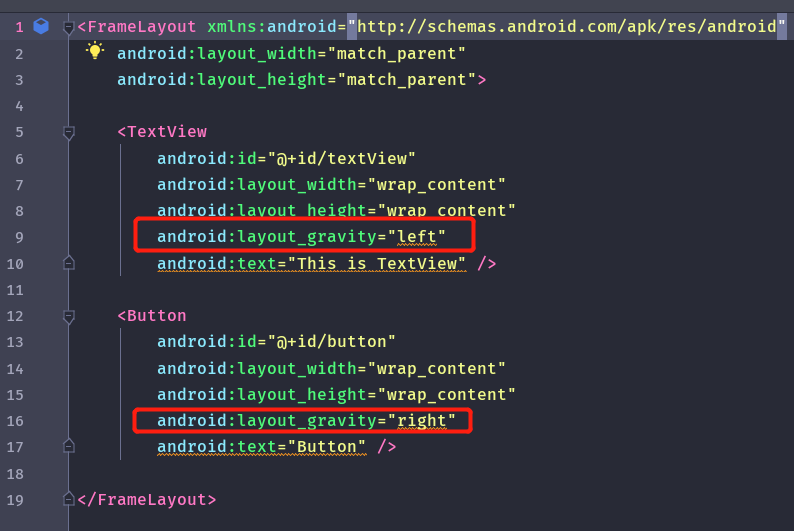 1 <FrameLayout xmlns:android="http://schemas.android.com/apk/res/android"
2 android:layout_width="match_parent"
3 android:layout_height="match_parent">
4
5 <TextView
6 android:id="@+id/textView"
7 android:layout_width="wrap_content"
8 android:layout_height="wrap_content"
9 android:layout_gravity="left"
10 android:text="This is TextView" />
11
12 <Button
13 android:id="@+id/button"
14 android:layout_width="wrap_content"
15 android:layout_height="wrap_content"
16 android:layout_gravity="right"
17 android:text="Button" />
18
19 </FrameLayout>